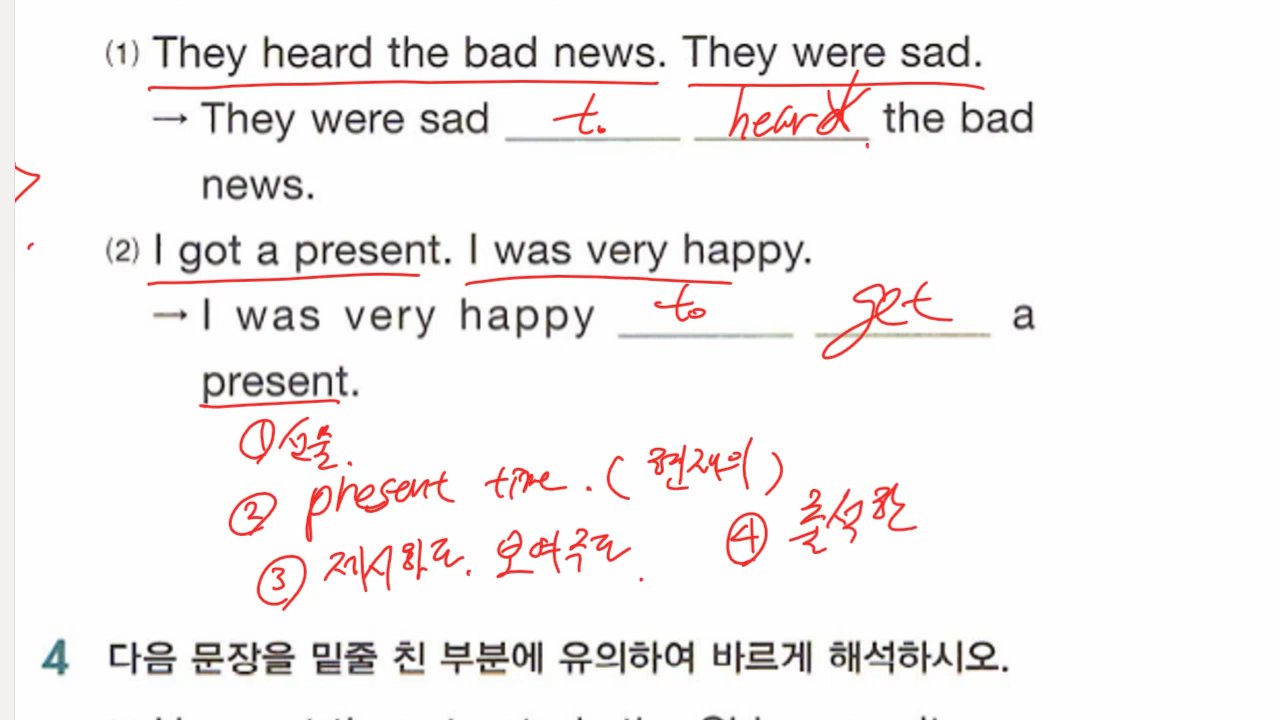 (1) They heard the bad news. They were sad.
→ They were sad to heard the bad
news.
(2) I got a present. I was very happy.
→ I was very happy to get a
present.
① 선물.
② present time. (현재의)
③ 제시하다. 보여주다. ④ 출석한
4 다음 문장을 밑줄 친 부분에 유의하여 바르게 해석하시오.